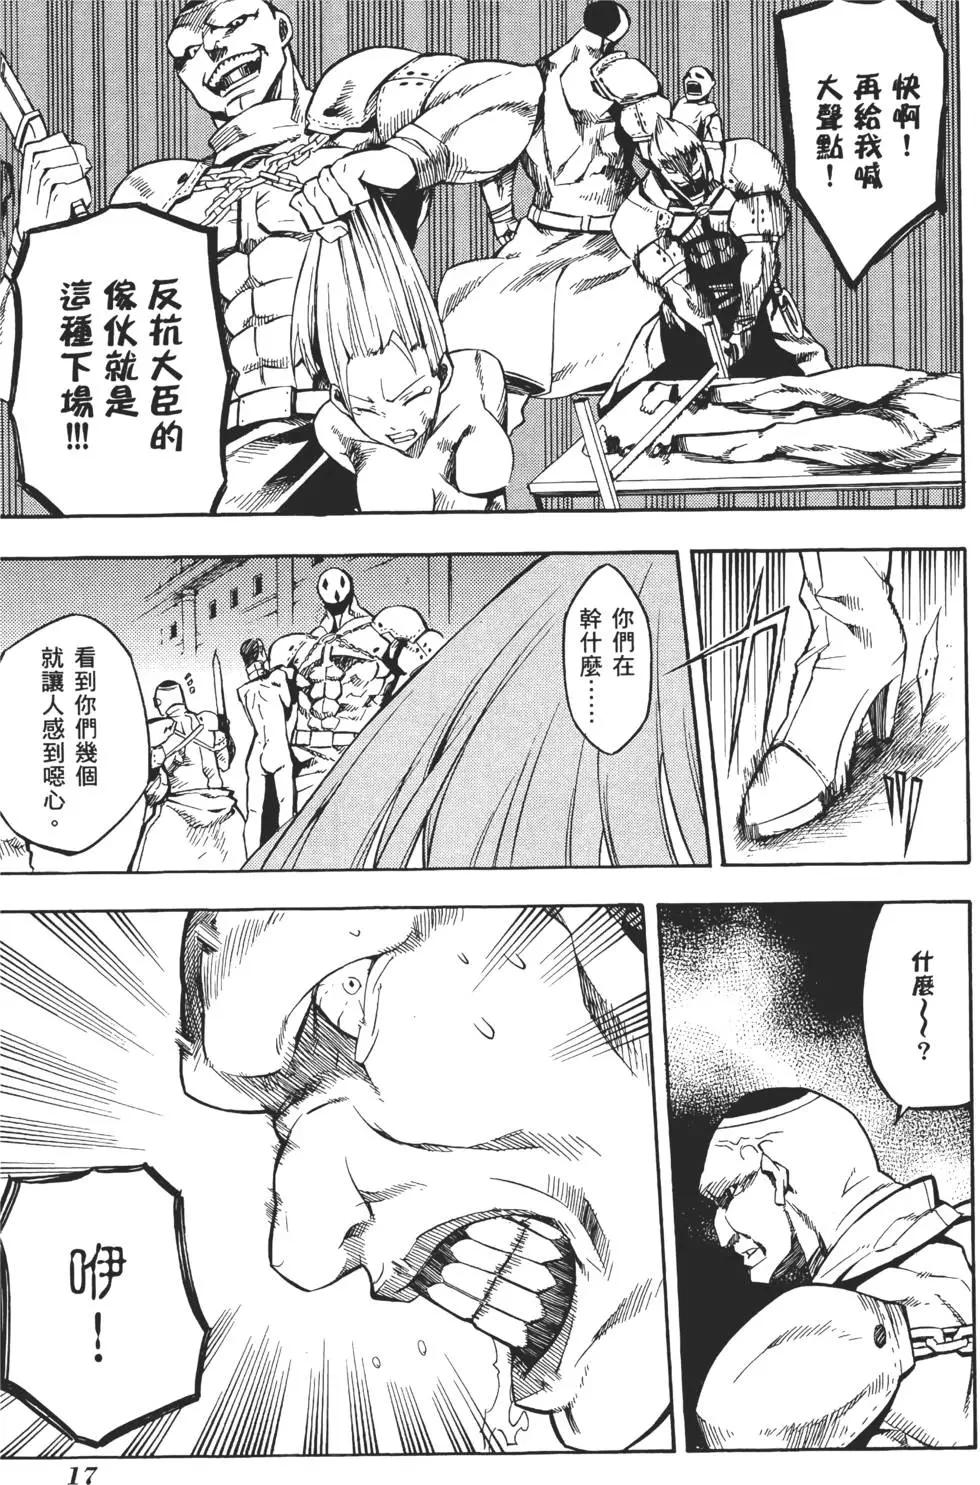 快啊！
再給我喊
大聲點！
反抗大臣的
傢伙就是
這種下場!!!
你們在
幹什麼……
看到你們幾個
就讓人感到噁心。
什麼～～？
咿！
17